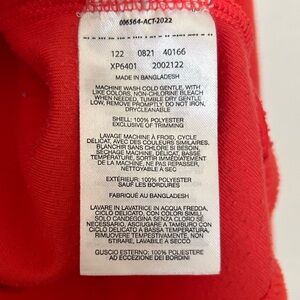 006564-ACT-2022
122 0821 40166
XP6401 2002122
MADE IN BANGLADESH
MACHINE WASH COLD GENTLE, WITH
LIKE COLORS, NON-CHLORINE BLEACH
WHEN NEEDED, TUMBLE DRY GENTLE,
LOW, REMOVE PROMPTLY, DO NOT IRON,
DRYCLEANABLE
SHELL: 100% POLYESTER
EXCLUSIVE OF TRIMMING
LAVAGE MACHINE À FROID, CYCLE
DÉLICAT, AVEC DES COULEURS SIMILAIRES.
BLANCHIR SANS CHLORE SI BESOIN,
SÉCHAGE DÉLICAT, BASSE
TEMPÉRATURE, SORTIR IMMÉDIATEMENT
DE LA MACHINE, NE PAS REPASSER,
NETTOYABLE À SEC
EXTÉRIEUR: 100% POLYESTER
SAUF LES BORDURES
FABRIQUÉ AU BANGLADESH
LAVARE IN LAVATRICE IN ACQUA FREDDA,
CICLO DELICATO, CON COLORI SIMILI,
SOLO CANDEGGINA SENZA CLORO SE
NECESSARIO, ASCIUGARE A TAMBURO
CICLO DELICATO A BASSA TEMPERATURA,
RIMUOVERE TEMPESTIVAMENTE, NON
STIRARE, LAVABILE A SECCO
GUSCIO ESTERNO: 100% POLIESTERE
AD ECCEZIONE DEI BORDINI